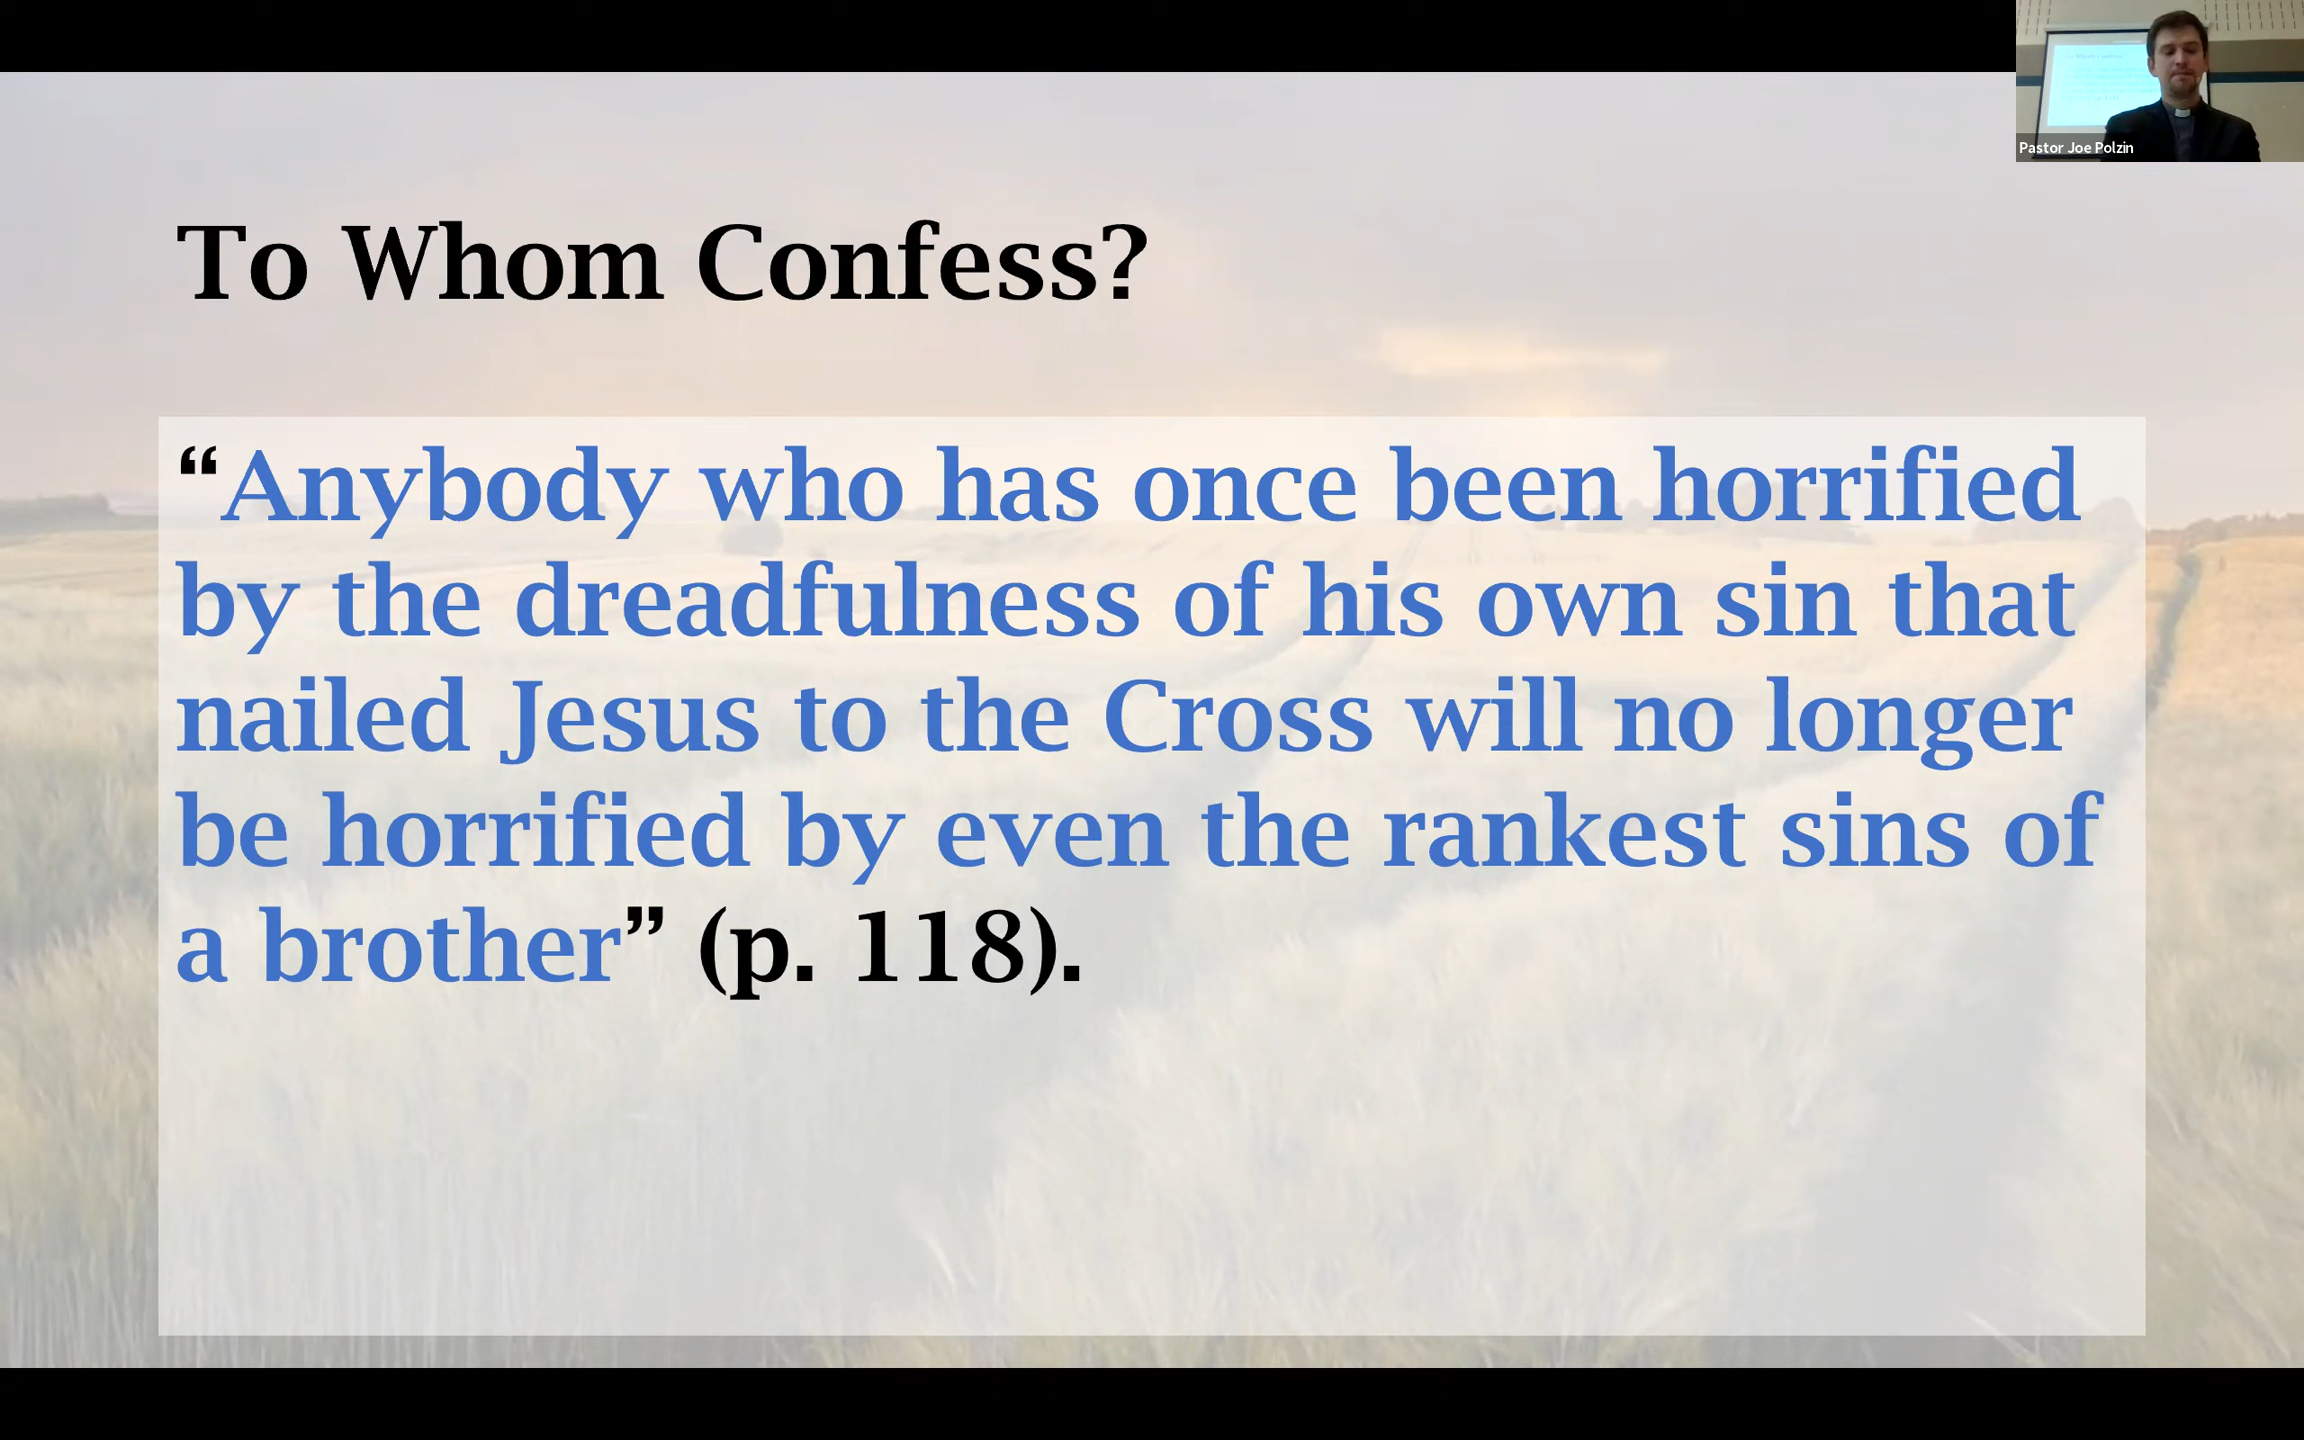 Pastor Joe Polzin
To Whom Confess?
“Anybody who has once been horrified
by the dreadfulness of his own sin that
nailed Jesus to the Cross will no longer
be horrified by even the rankest sins of
a brother” (p. 118).